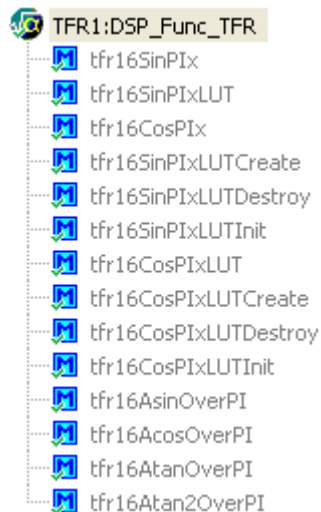 TFR1:DSP_Func_TFR
tfr16SinPIx
tfr16SinPIxLUT
tfr16CosPIx
tfr16SinPIxLUTCreate
tfr16SinPIxLUTDestroy
tfr16SinPIxLUTInit
tfr16CosPIxLUT
tfr16CosPIxLUTCreate
tfr16CosPIxLUTDestroy
tfr16CosPIxLUTInit
tfr16AsinOverPI
tfr16AcosOverPI
tfr16AtanOverPI
tfr16Atan2OverPI